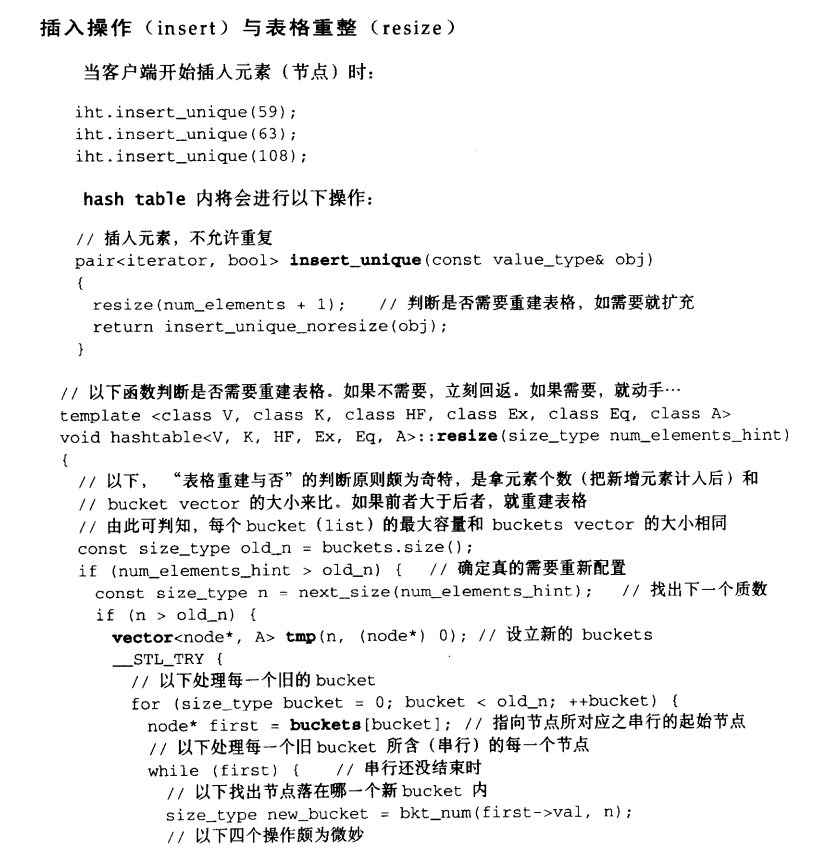 插入操作（insert）与表格重整（resize）
当客户端开始插入元素（节点）时：
iht.insert_unique(59);
iht.insert_unique(63);
iht.insert_unique(108);
hash table 内将会进行以下操作：
// 插入元素，不允许重复
pair<iterator, bool> insert_unique(const value_type& obj)
{
  resize(num_elements + 1);   // 判断是否需要重建表格，如需要就扩充
  return insert_unique_noresize(obj);
}
// 以下函数判断是否需要重建表格。如果不需要，立刻回返。如果需要，就动手…
template <class V, class K, class HF, class Ex, class Eq, class A>
void hashtable<V, K, HF, Ex, Eq, A>::resize(size_type num_elements_hint)
{
  // 以下，“表格重建与否”的判断原则颇为奇特，是拿元素个数（把新增元素计入后）和
  // bucket vector 的大小来比。如果前者大于后者，就重建表格
  // 由此可判知，每个 bucket（list）的最大容量和 buckets vector 的大小相同
  const size_type old_n = buckets.size();
  if (num_elements_hint > old_n) {   // 确定真的需要重新配置
    const size_type n = next_size(num_elements_hint);   // 找出下一个质数
    if (n > old_n) {
      vector<node*, A> tmp(n, (node*) 0); // 设立新的 buckets
      __STL_TRY {
        // 以下处理每一个旧的 bucket
        for (size_type bucket = 0; bucket < old_n; ++bucket) {
          node* first = buckets[bucket]; // 指向节点所对应之串行的起始节点
          // 以下处理每一个旧 bucket 所含（串行）的每一个节点
          while (first) {    // 串行还没结束时
            // 以下找出节点落在哪一个新 bucket 内
            size_type new_bucket = bkt_num(first->val, n);
            // 以下四个操作颇为微妙